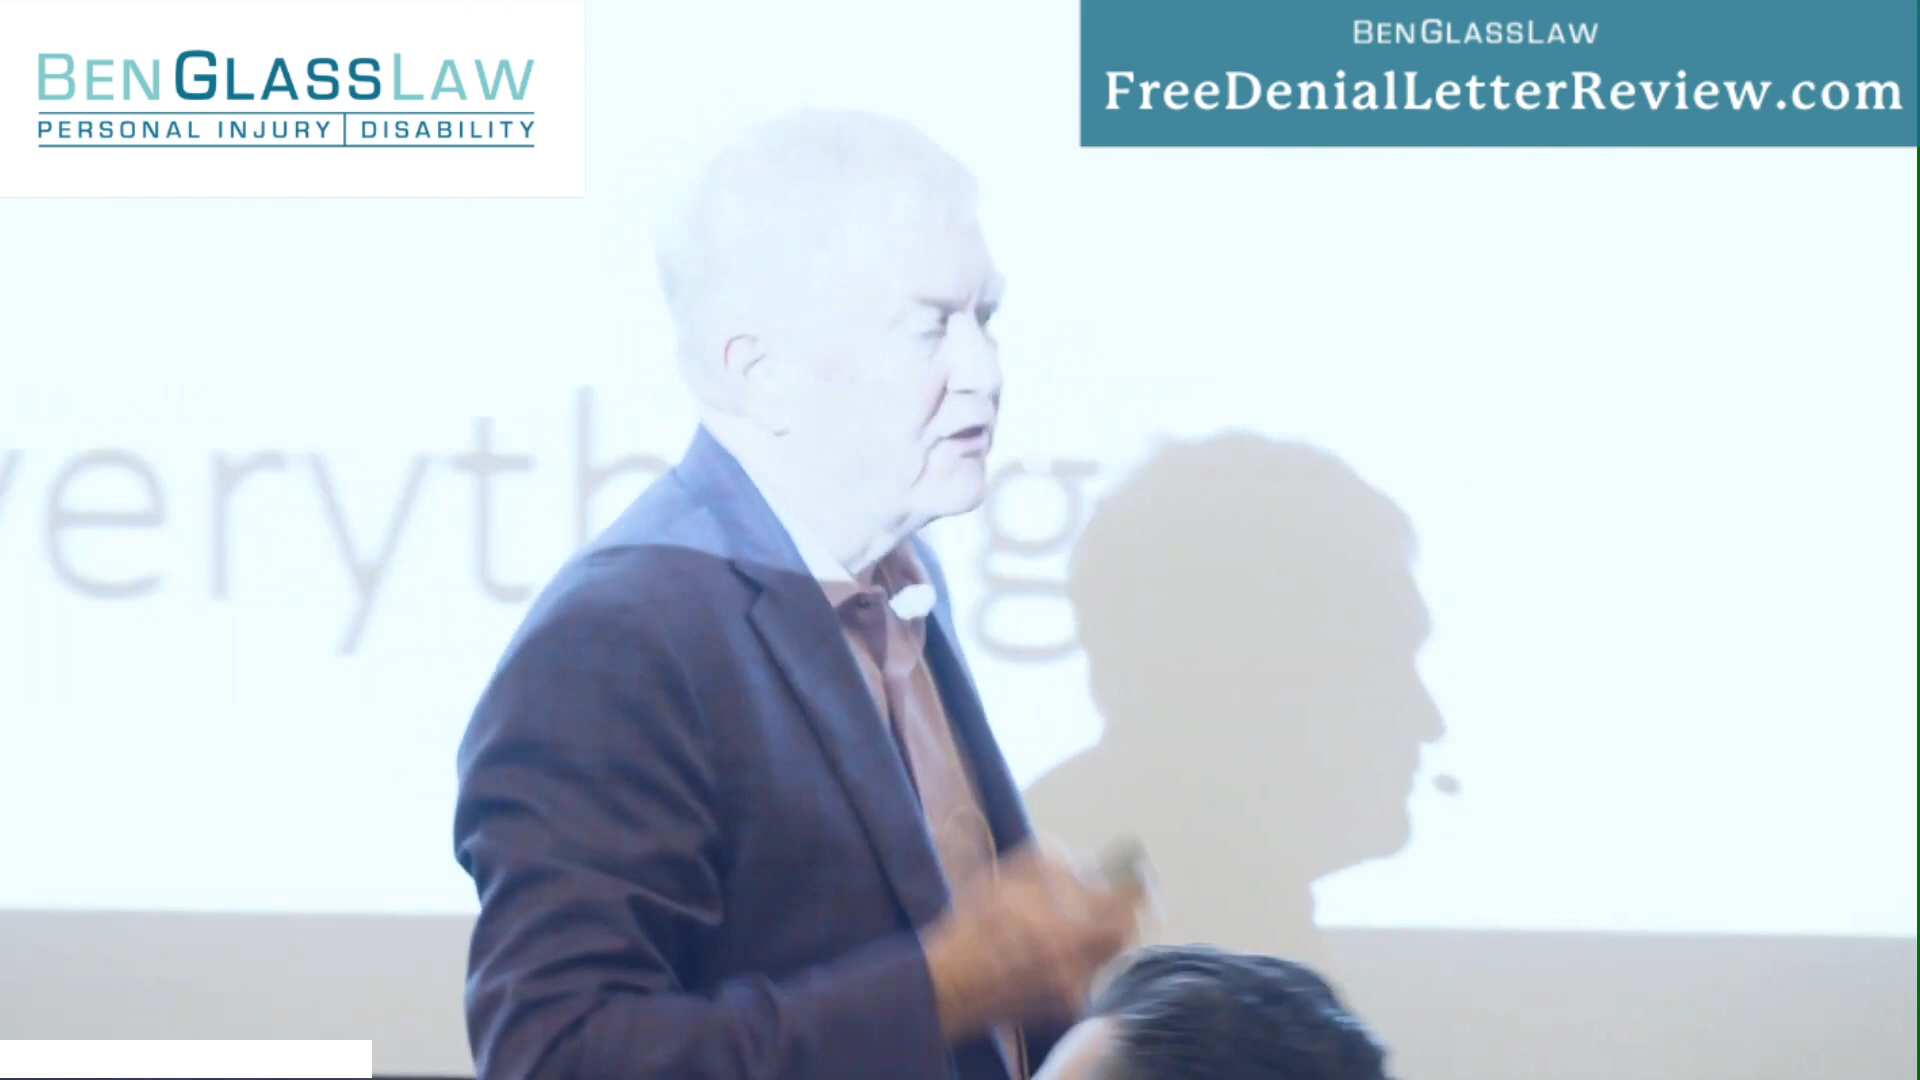 BENGLASSLAW
PERSONAL INJURY | DISABILITY
BENGLASSLAW
FreeDenialLetterReview.com